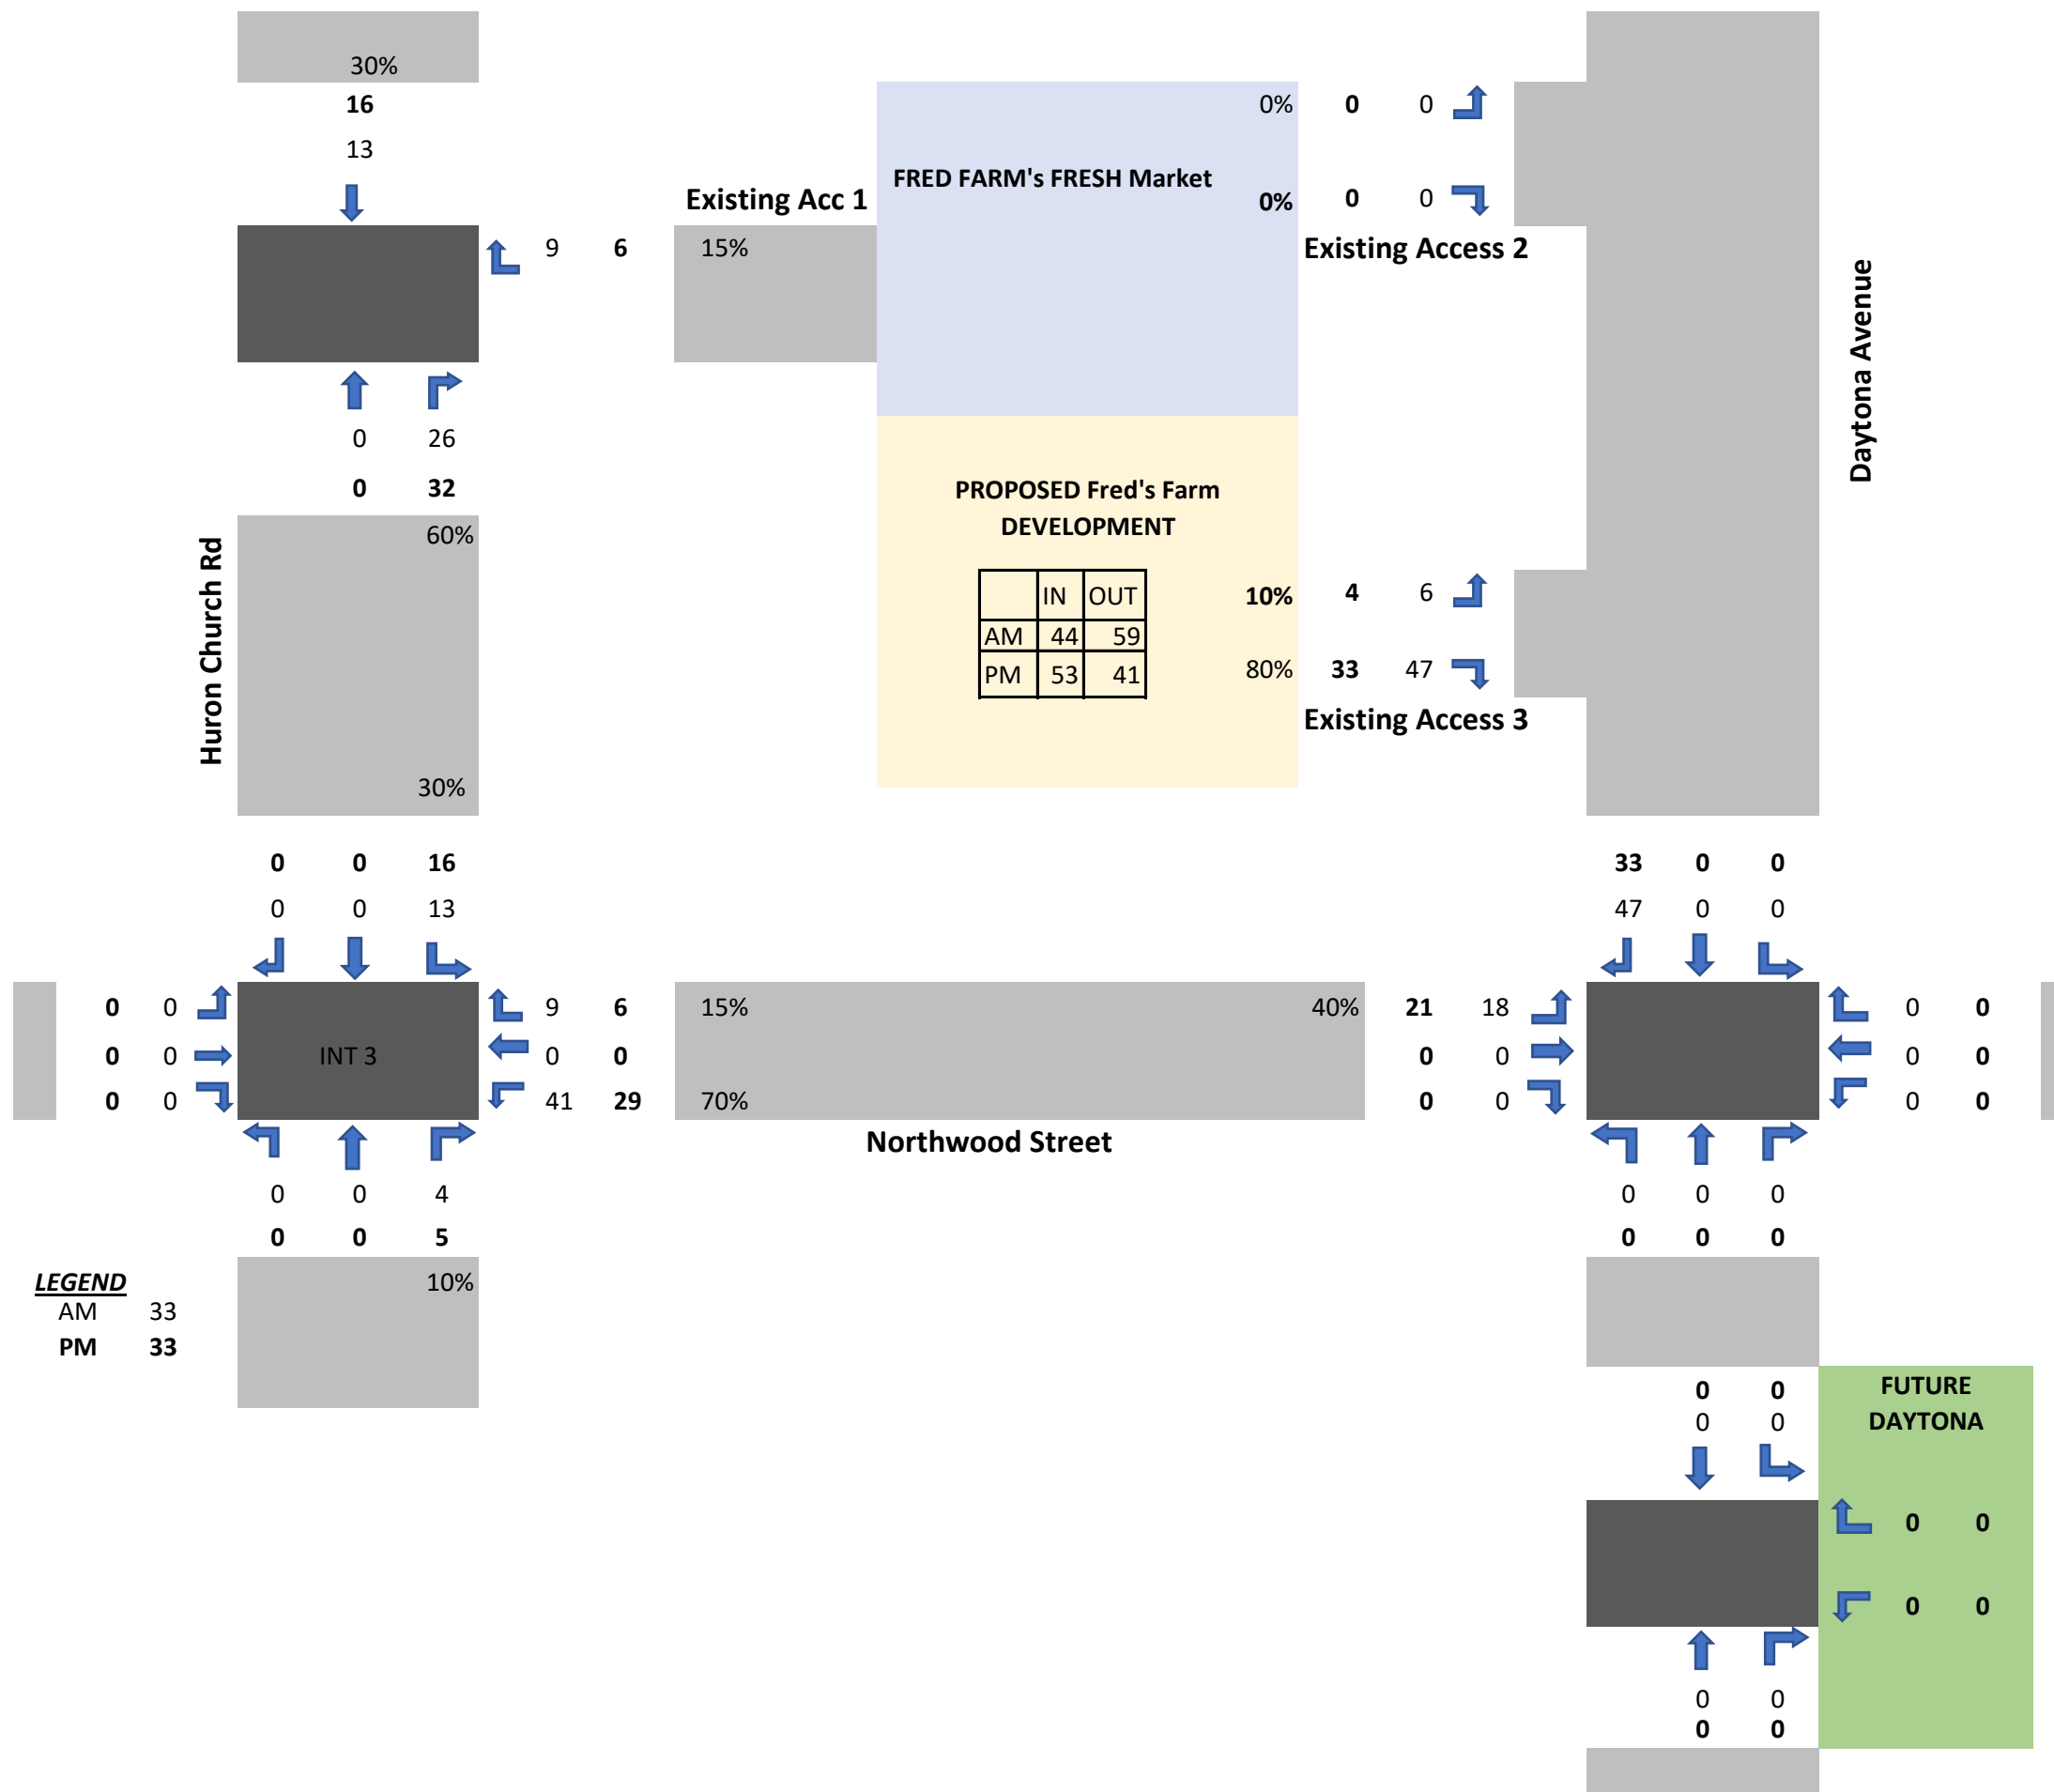 30%
16
13
0% 0 0
FRED FARM's FRESH Market
0% 0 0
Existing Acc 1
9 6 15%
Existing Access 2
Daytona Avenue
0 26
0 32
60%
Huron Church Rd
30%
PROPOSED Fred's Farm
DEVELOPMENT
IN OUT
AM 44 59
PM 53 41
10% 4 6
80% 33 47
Existing Access 3
0 0 16
0 0 13
33 0 0
47 0 0
0 0
0 0
0 0
INT 3
9 6 15%
0 0
41 29 70%
Northwood Street
40% 21 18
0 0
0 0
0 0
0 0
0 0
0 0 4
0 0 5
10%
0 0 0
0 0 0
LEGEND
AM 33
PM 33
0 0
0 0
FUTURE
DAYTONA
0 0
0 0
0 0
0 0